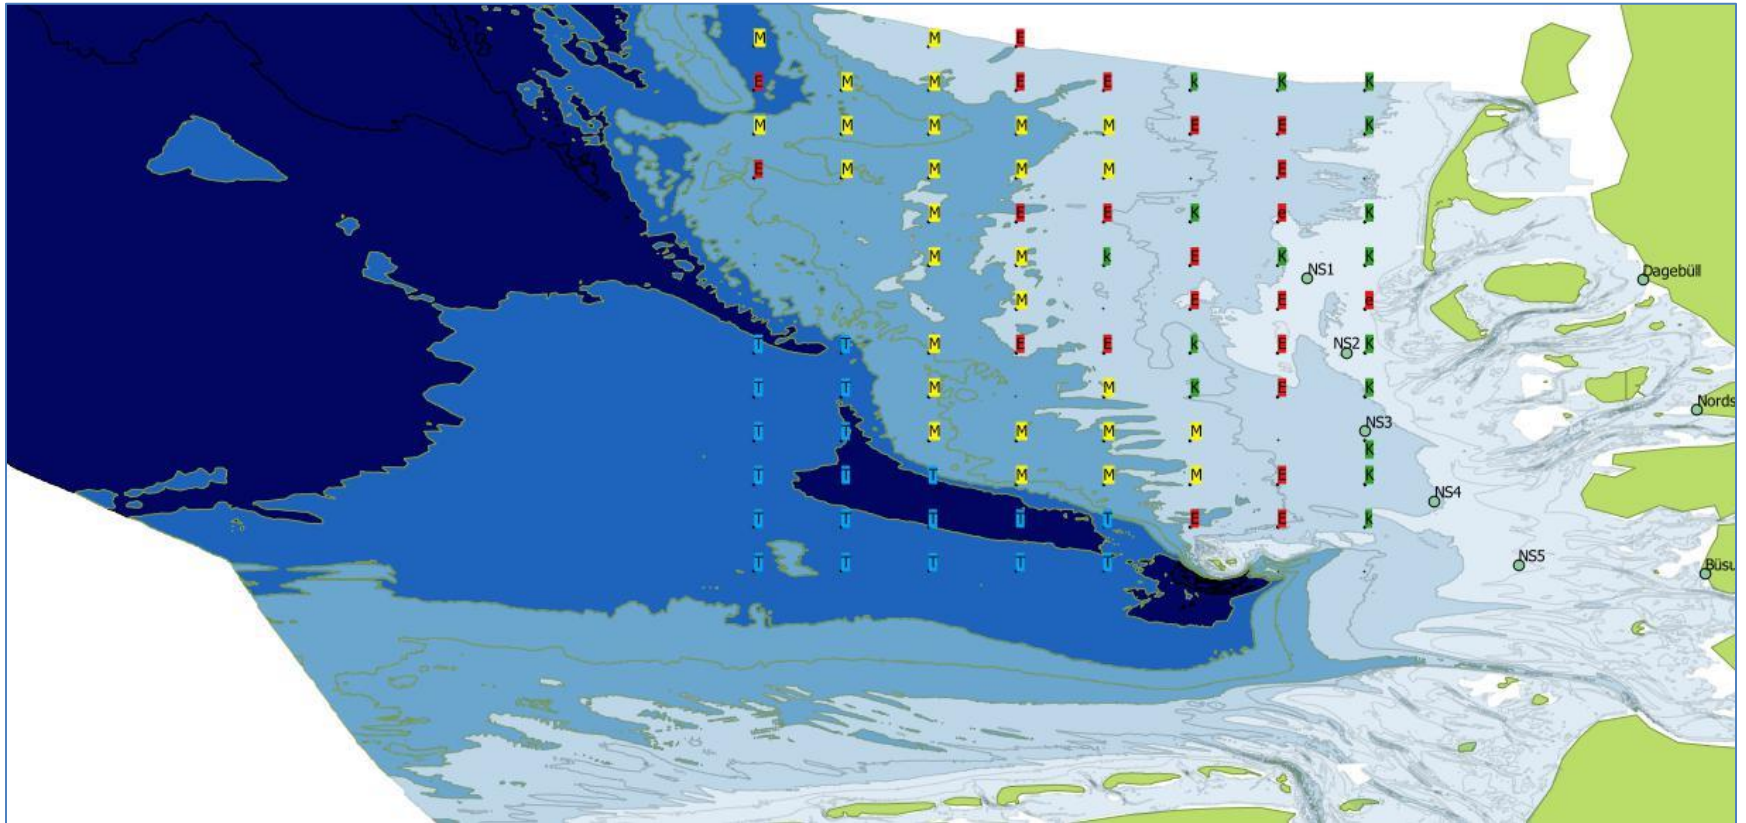 M M E
E M M E E k K K
M M M M M E E K
E M M M M E
M E E K e K
M M k E K K
NS1
Dagebüll
M E E e
T T M E E k E K
NS2
T T M M K E K
Nords
T T M M M M
NS3
K
T T T M M M E K
NS4
T T T T T E E k
T T T T T
NS5
Büsu